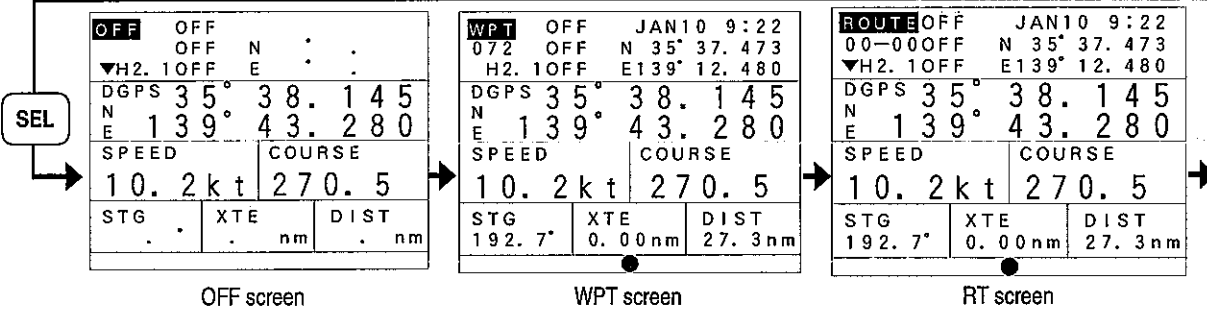 SEL
OFF OFF
OFF N ° .
▼H2. 1OFF E ° .
DGPS 35° 38. 145
N
E 139° 43. 280
SPEED COURSE
10. 2kt 270. 5
STG XTE DIST
. ° . nm . nm
OFF screen
WPT OFF JAN10 9:22
072 OFF N 35° 37. 473
H2. 1OFF E139° 12. 480
DGPS 35° 38. 145
N
E 139° 43. 280
SPEED COURSE
10. 2kt 270. 5
STG XTE DIST
192. 7° 0. 00nm 27. 3nm
WPT screen
ROUTEOFF JAN10 9:22
00-00OFF N 35° 37. 473
▼H2. 1OFF E139° 12. 480
DGPS 35° 38. 145
N
E 139° 43. 280
SPEED COURSE
10. 2kt 270. 5
STG XTE DIST
192. 7° 0. 00nm 27. 3nm
RT screen